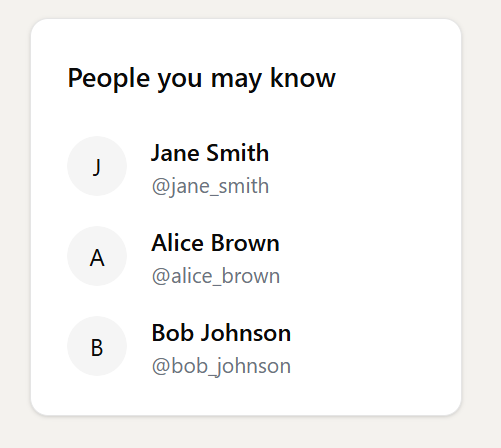 People you may know
J
Jane Smith
@jane_smith
A
Alice Brown
@alice_brown
B
Bob Johnson
@bob_johnson